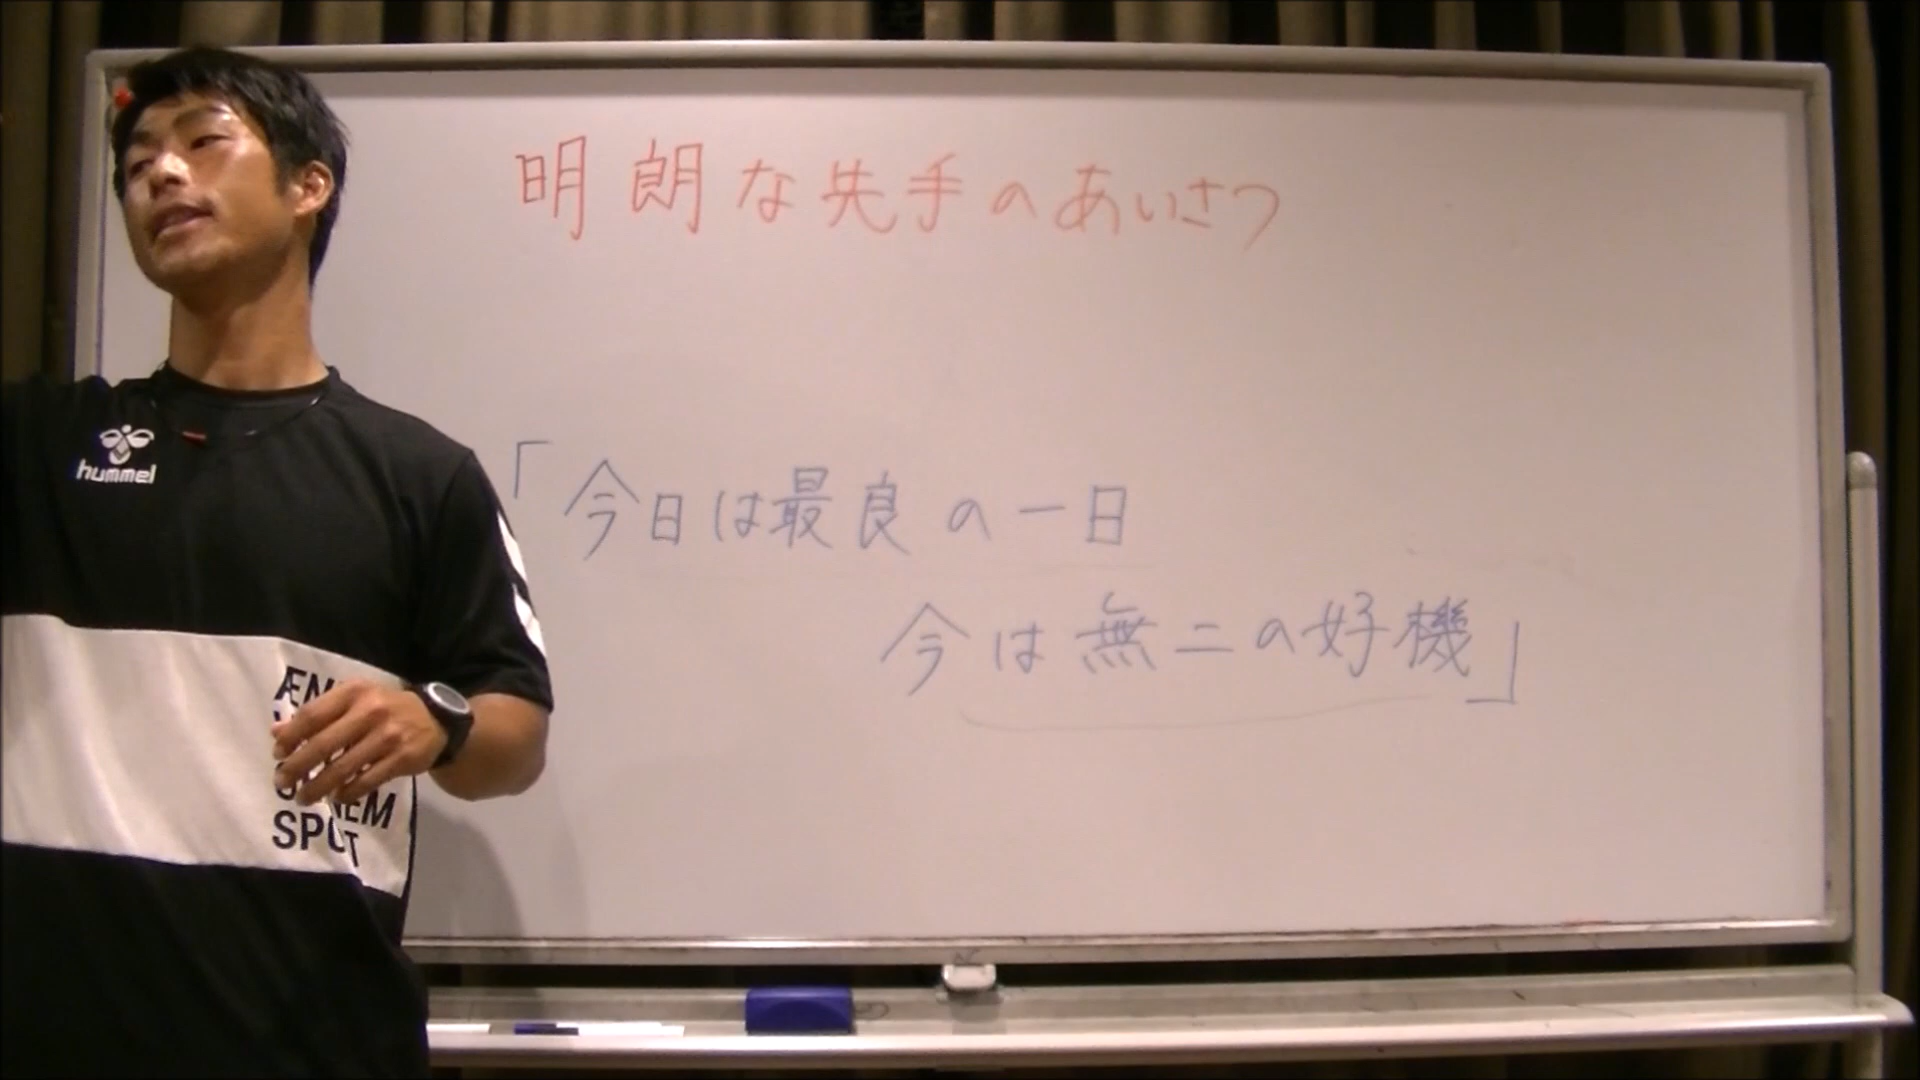 明朗な先手のあいさつ
「今日は最良の一日
今は無二の好機」
hummel